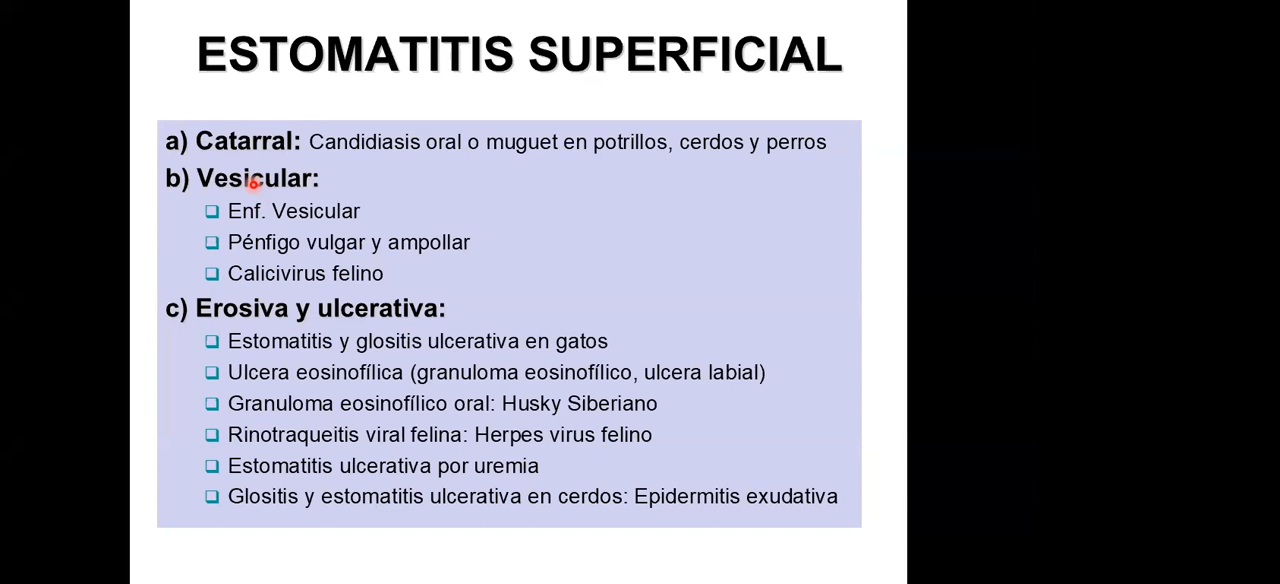 ESTOMATITIS SUPERFICIAL
a) Catarral: Candidiasis oral o muguet en potrillos, cerdos y perros
b) Vesicular:
❑ Enf. Vesicular
❑ Pénfigo vulgar y ampollar
❑ Calicivirus felino
c) Erosiva y ulcerativa:
❑ Estomatitis y glositis ulcerativa en gatos
❑ Ulcera eosinofílica (granuloma eosinofílico, ulcera labial)
❑ Granuloma eosinofílico oral: Husky Siberiano
❑ Rinotraqueitis viral felina: Herpes virus felino
❑ Estomatitis ulcerativa por uremia
❑ Glositis y estomatitis ulcerativa en cerdos: Epidermitis exudativa